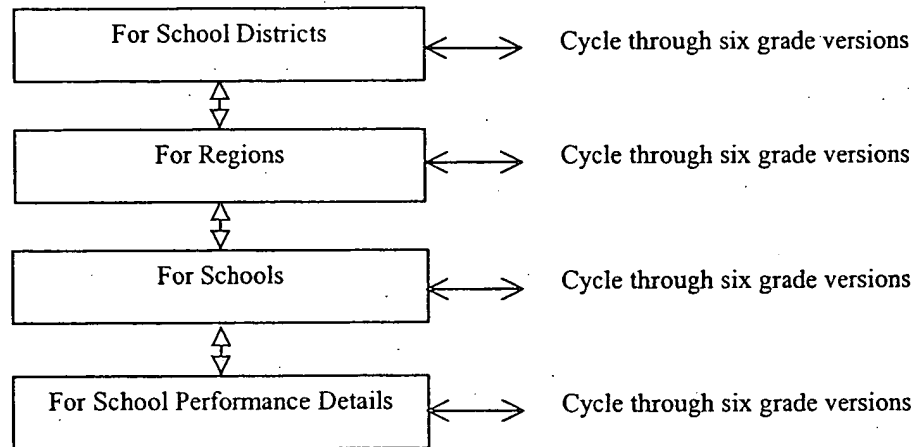 For School Districts
Cycle through six grade versions
For Regions
Cycle through six grade versions
For Schools
Cycle through six grade versions
For School Performance Details
Cycle through six grade versions